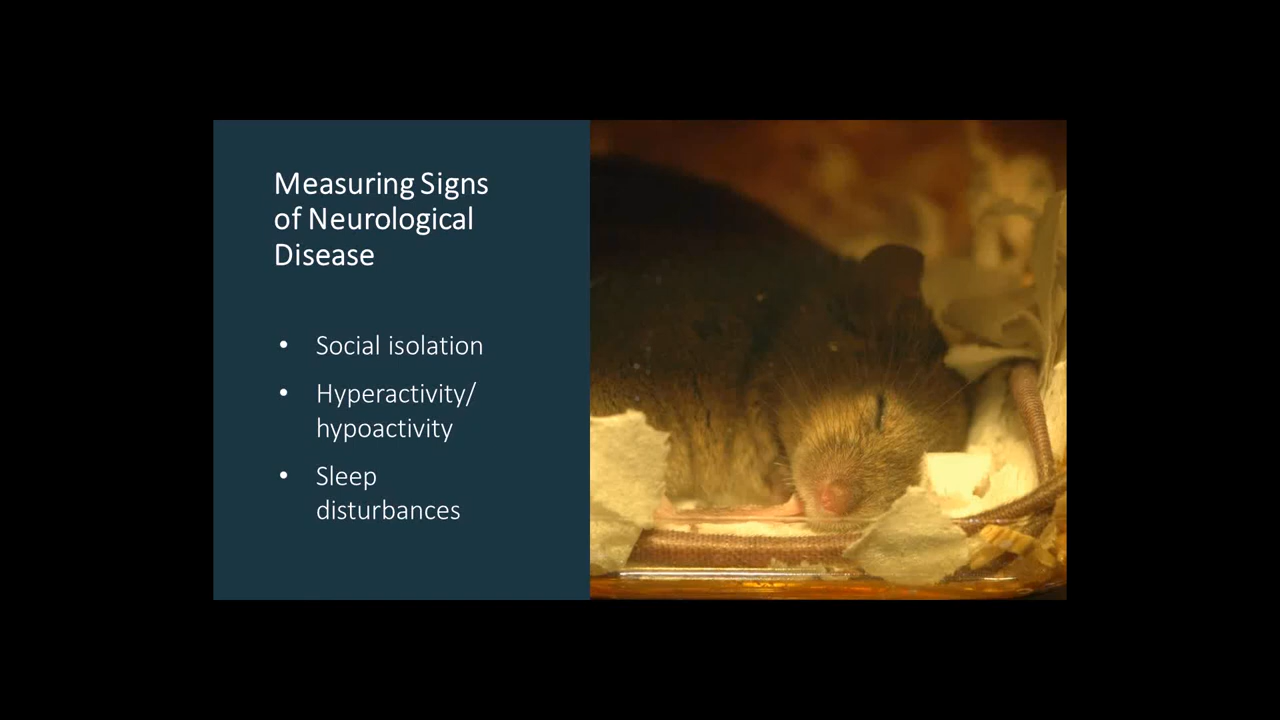 Measuring Signs
of Neurological
Disease
• Social isolation
• Hyperactivity/
hypoactivity
• Sleep
disturbances